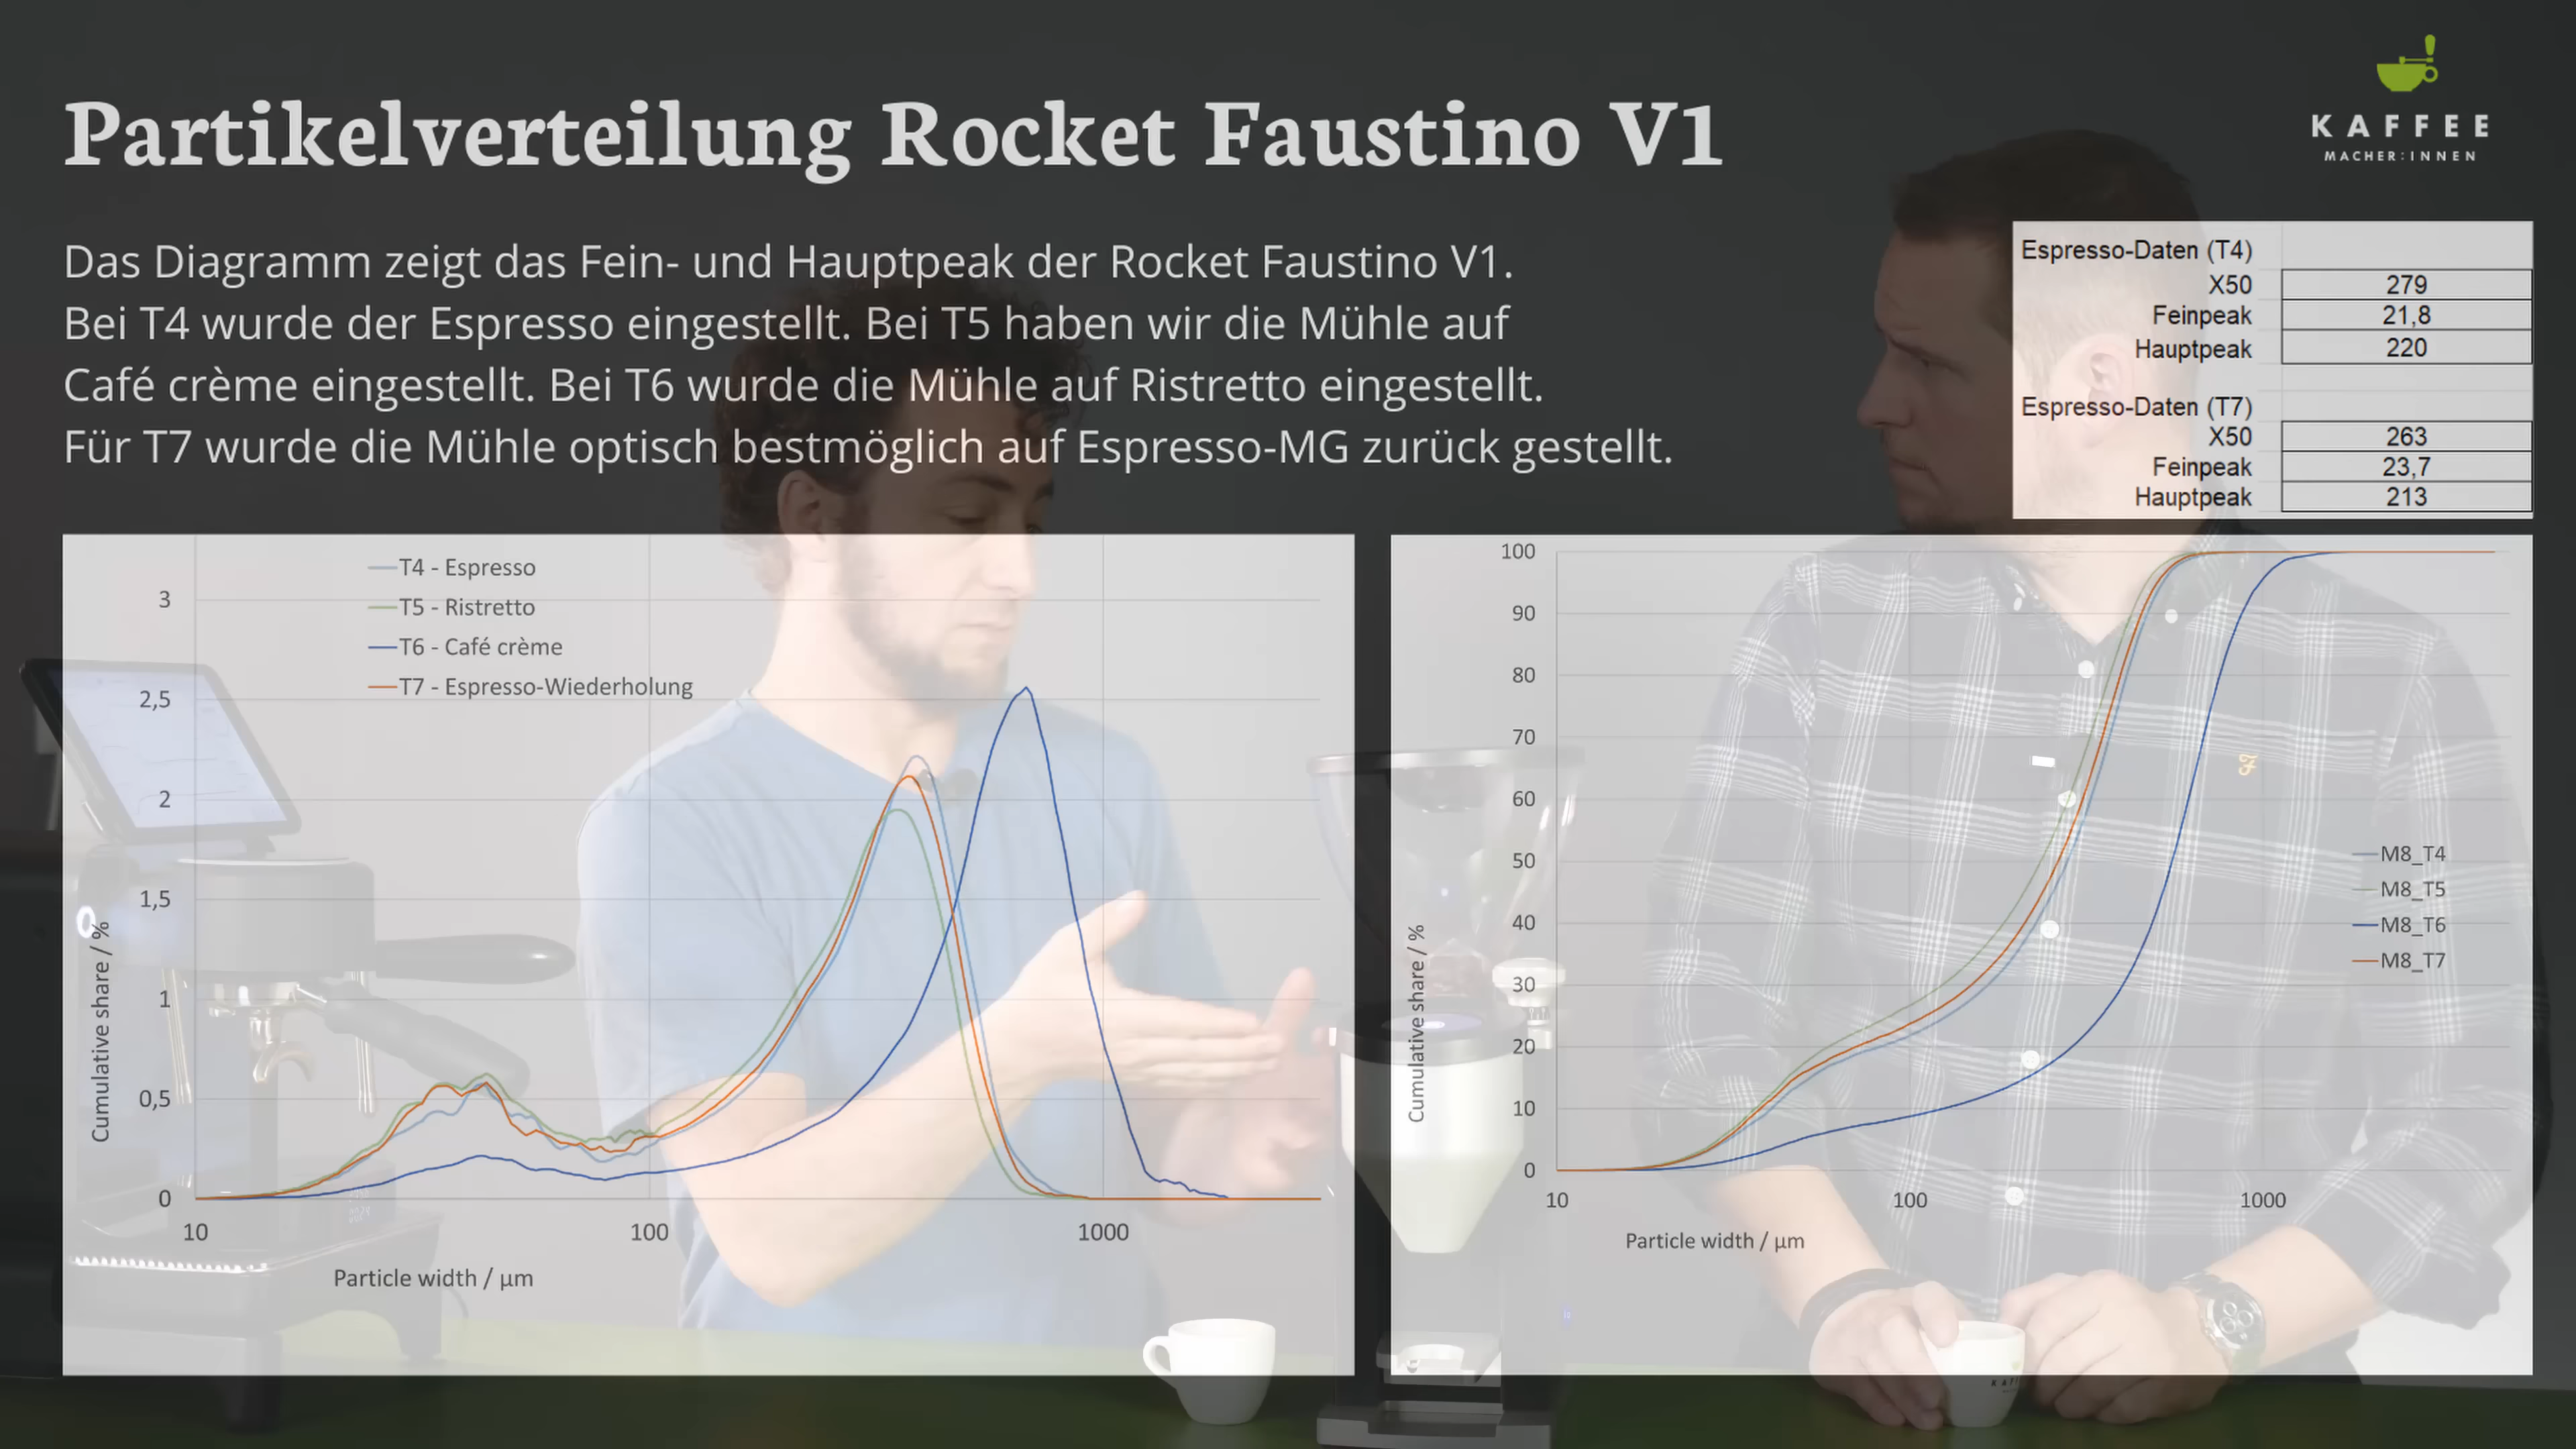 KAFFEE
MACHER:INNEN
Partikelverteilung Rocket Faustino V1
Das Diagramm zeigt das Fein- und Hauptpeak der Rocket Faustino V1.
Bei T4 wurde der Espresso eingestellt. Bei T5 haben wir die Mühle auf
Café crème eingestellt. Bei T6 wurde die Mühle auf Ristretto eingestellt.
Für T7 wurde die Mühle optisch bestmöglich auf Espresso-MG zurück gestellt.
Espresso-Daten (T4)
X50 279
Feinpeak 21,8
Hauptpeak 220
Espresso-Daten (T7)
X50 263
Feinpeak 23,7
Hauptpeak 213
T4 - Espresso
T5 - Ristretto
T6 - Café crème
T7 - Espresso-Wiederholung
3
2,5
2
1,5
1
0,5
0
Cumulative share / %
10 100 1000
Particle width / µm
100
90
80
70
60
50
40
30
20
10
0
Cumulative share / %
M8_T4
M8_T5
M8_T6
M8_T7
10 100 1000
Particle width / µm